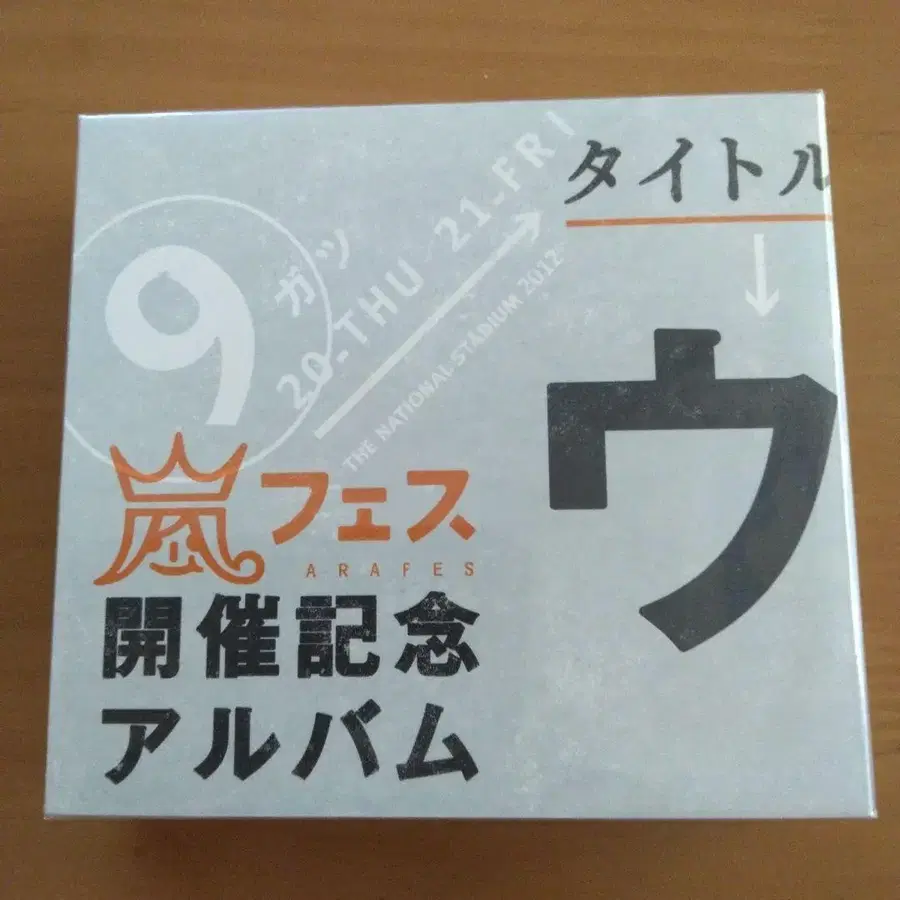 9
ガツ
20-THU 21-FRI
THE NATIONAL STADIUM 2012
タイトル
ウ
嵐フェス
ARAFES
開催記念
アルバム